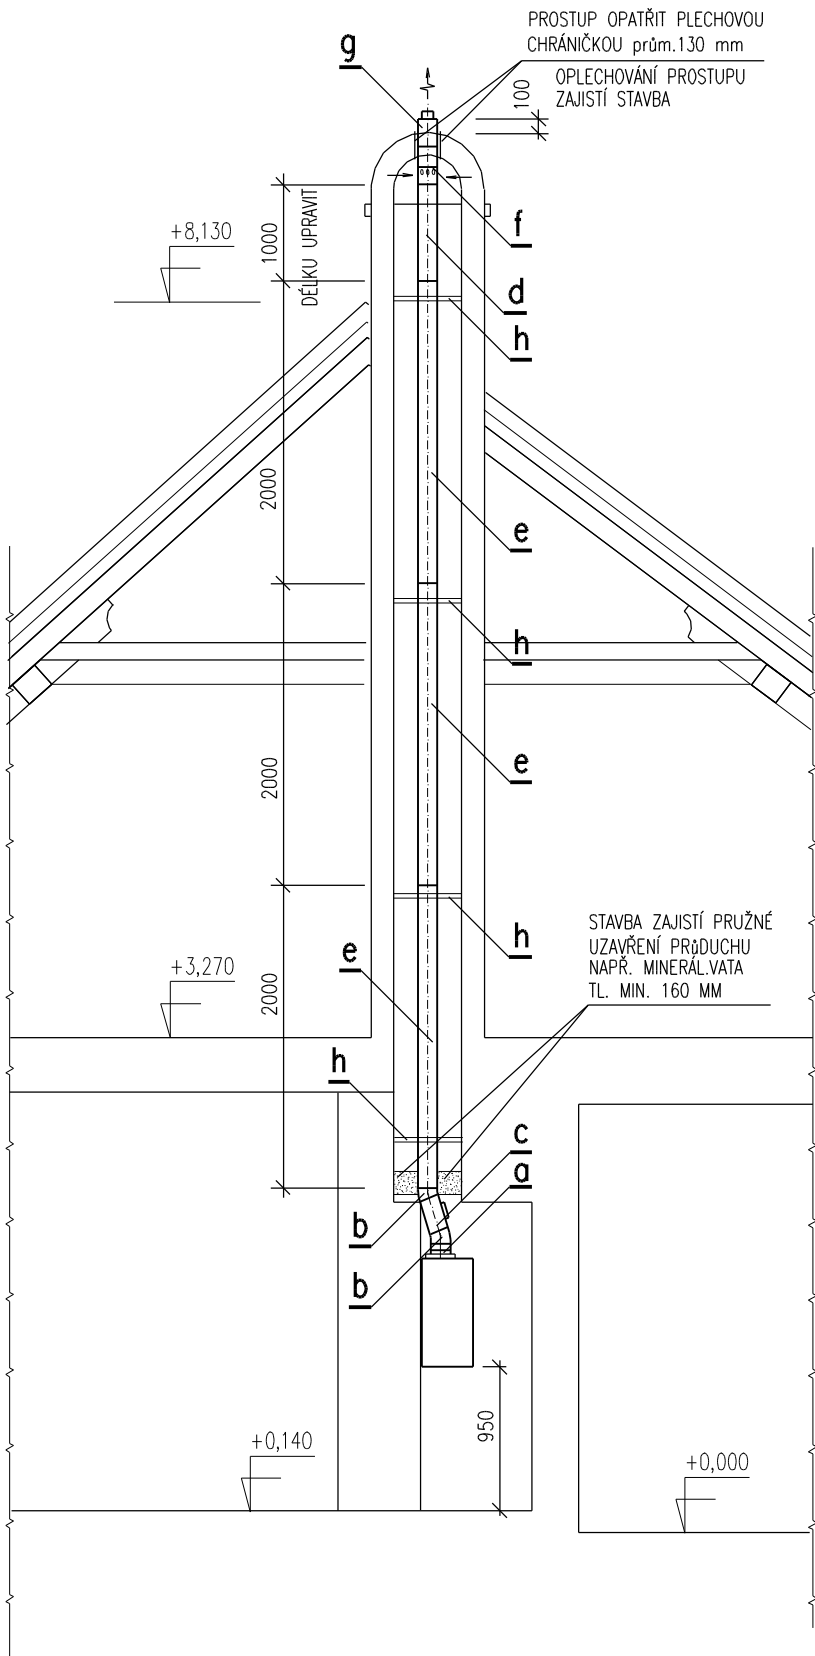 PROSTUP OPATŘIT PLECHOVOU
CHRÁNIČKOU prům.130 mm
OPLECHOVÁNÍ PROSTUPU
ZAJISTÍ STAVBA
g
100
f
+8,130
1000
DÉLKU UPRAVIT
d
h
2000
e
h
e
2000
STAVBA ZAJISTÍ PRUŽNÉ
UZAVŘENÍ PRůDUCHU
NAPŘ. MINERÁL.VATA
TL. MIN. 160 MM
h
e
+3,270
2000
h
c
a
b
b
950
+0,140
+0,000